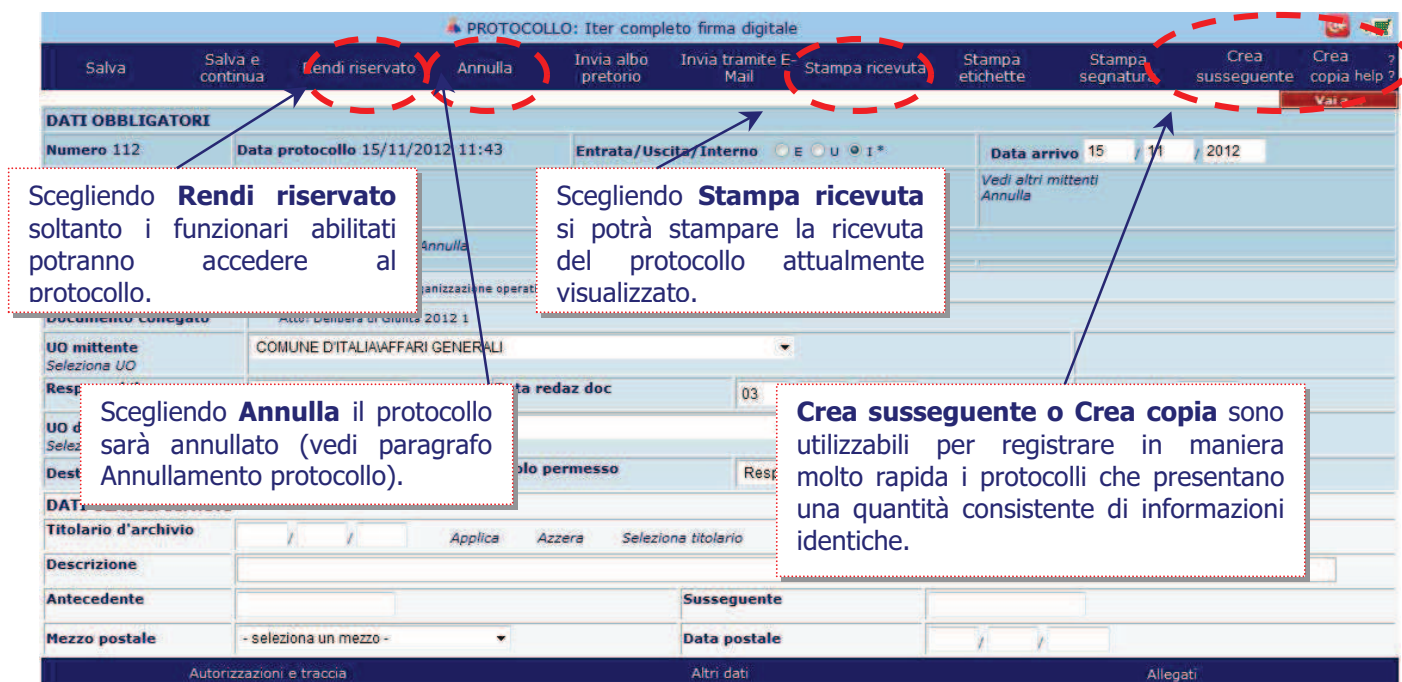 PROTOCOLLO: Iter completo firma digitale
Salva
Salva e continua
Rendi riservato
Annulla
Invia albo pretorio
Invia tramite E-Mail
Stampa ricevuta
Stampa etichette
Stampa segnatura
Crea susseguente
Crea copia
? help ?
DATI OBBLIGATORI
Numero 112
Data protocollo 15/11/2012 11:43
Entrata/Uscita/Interno E U I *
Data arrivo 15 / 11 / 2012
Vedi altri mittenti
Annulla
Scegliendo Rendi riservato
soltanto i funzionari abilitati
potranno accedere al
protocollo.
Annulla
Scegliendo Stampa ricevuta
si potrà stampare la ricevuta
del protocollo attualmente
visualizzato.
Documento collegato Atto: Delibera di Giunta 2012 1
UO mittente COMUNE D'ITALIA\AFFARI GENERALI
Seleziona UO
redaz doc 03
Scegliendo Annulla il protocollo
sarà annullato (vedi paragrafo
Annullamento protocollo).
permesso
Crea susseguente o Crea copia sono
utilizzabili per registrare in maniera
molto rapida i protocolli che presentano
una quantità consistente di informazioni
identiche.
Titolario d'archivio / / Applica Azzera Seleziona titolario
Descrizione
Antecedente
Susseguente
Mezzo postale - seleziona un mezzo -
Data postale / /
Autorizzazioni e traccia
Altri dati
Allegati